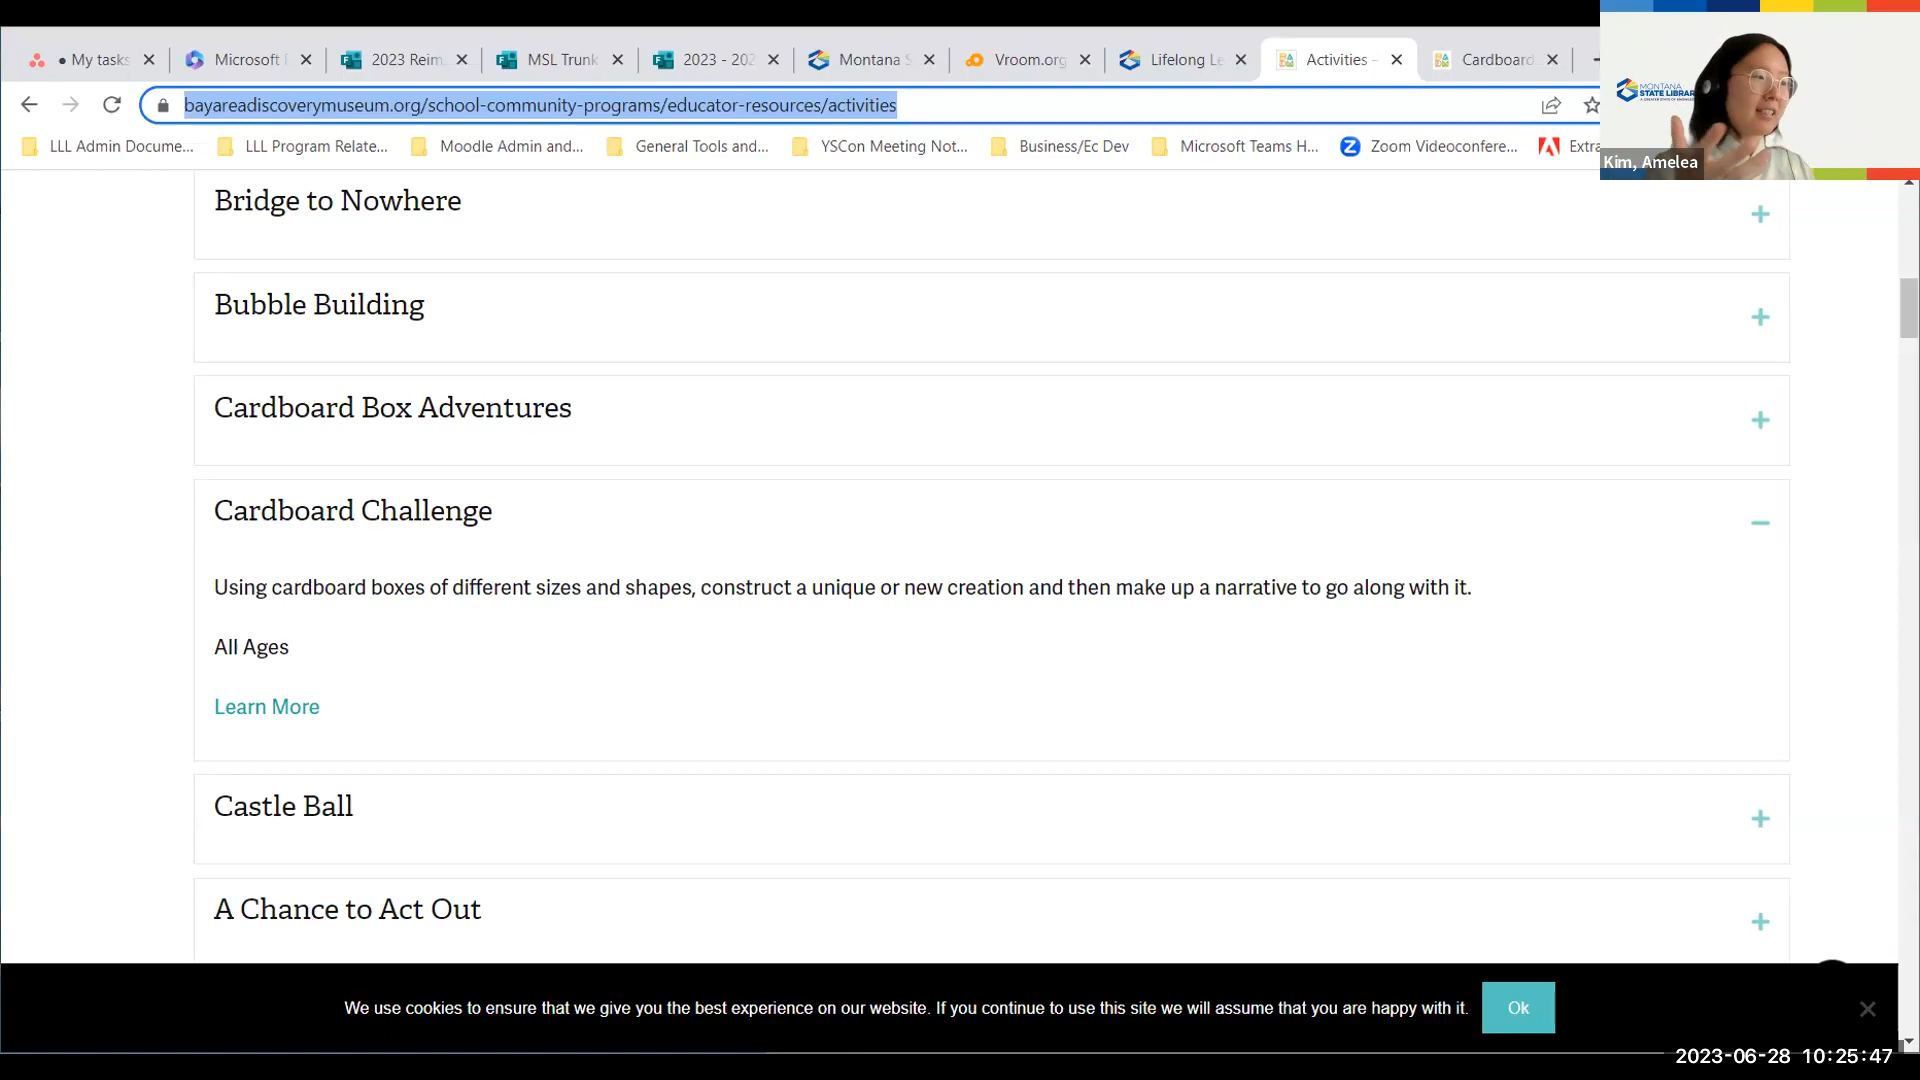 My tasks
Microsoft
2023 Reim
MSL Trunk
2023 - 202
Montana S
Vroom.org
Lifelong Le
Activities -
Cardboard
bayareadiscoverymuseum.org/school-community-programs/educator-resources/activities
LLL Admin Docume...
LLL Program Relate...
Moodle Admin and...
General Tools and...
YSCon Meeting Not...
Business/Ec Dev
Microsoft Teams H...
Zoom Videoconfere...
Extra
MONTANA
STATE LIBRAR
Kim, Amelea
Bridge to Nowhere
Bubble Building
Cardboard Box Adventures
Cardboard Challenge
Using cardboard boxes of different sizes and shapes, construct a unique or new creation and then make up a narrative to go along with it.
All Ages
Learn More
Castle Ball
A Chance to Act Out
We use cookies to ensure that we give you the best experience on our website. If you continue to use this site we will assume that you are happy with it.
Ok
2023-06-28 10:25:47